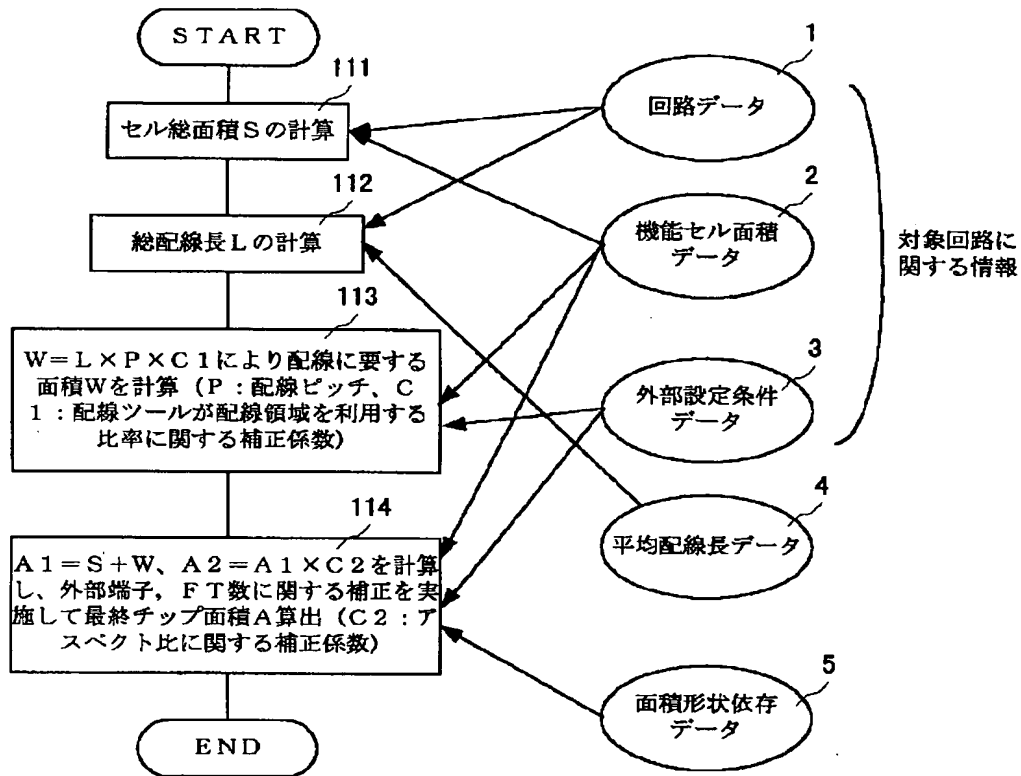 START
111
セル総面積Sの計算
112
総配線長Lの計算
113
W=L×P×C1により配線に要する
面積Wを計算（P：配線ピッチ、C
1：配線ツールが配線領域を利用する
比率に関する補正係数）
114
A1=S+W、A2=A1×C2を計算
し、外部端子，FT数に関する補正を実
施して最終チップ面積A算出（C2：ア
スペクト比に関する補正係数）
END
1
回路データ
2
機能セル面積
データ
3
外部設定条件
データ
4
平均配線長データ
5
面積形状依存
データ
対象回路に
関する情報